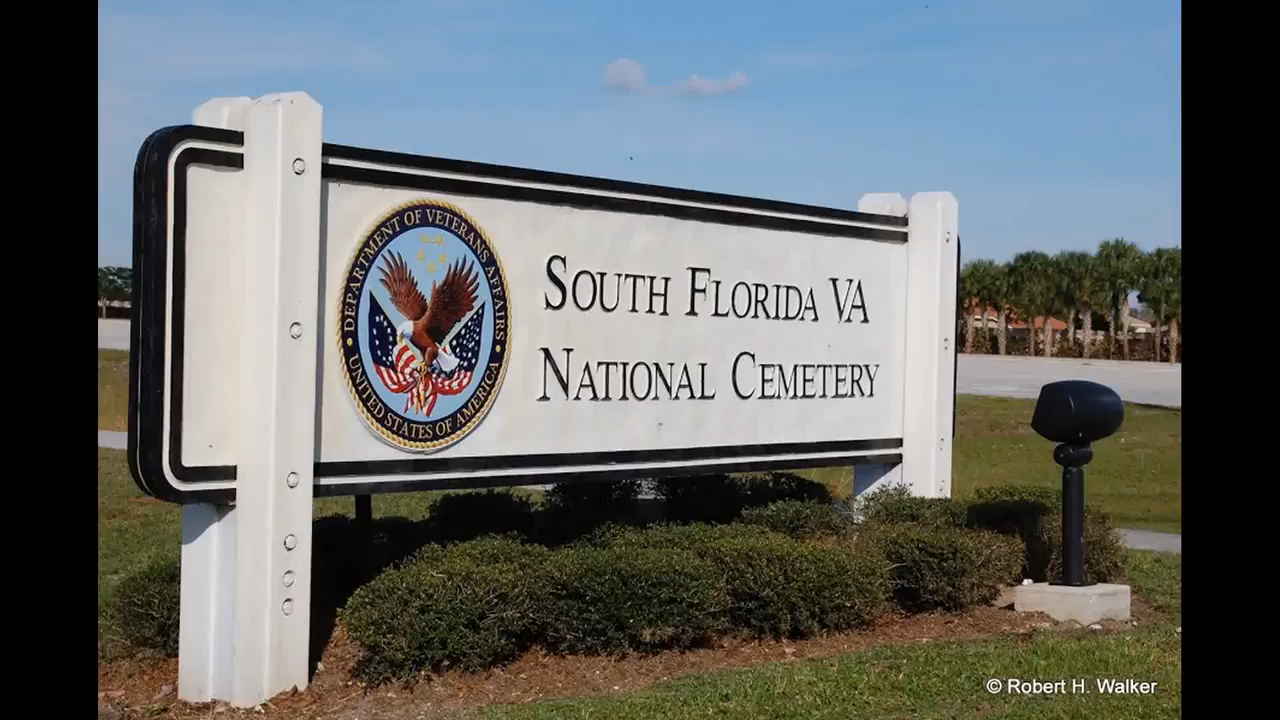 DEPARTMENT OF VETERANS AFFAIRS
UNITED STATES OF AMERICA
SOUTH FLORIDA VA
NATIONAL CEMETERY
© Robert H. Walker